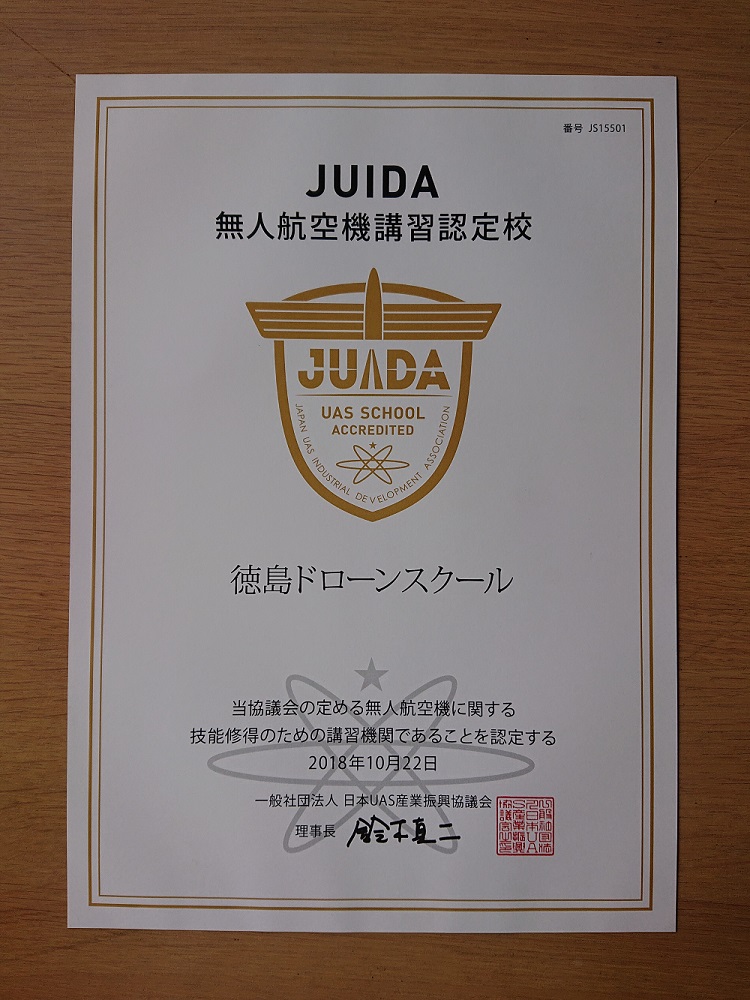 番号 JS15501
JUIDA
無人航空機講習認定校
JUIDA
UAS SCHOOL
ACCREDITED
JAPAN UAS INDUSTRIAL DEVELOPMENT ASSOCIATION
徳島ドローンスクール
当協議会の定める無人航空機に関する
技能修得のための講習機関であることを認定する
2018年10月22日
一般社団法人 日本UAS産業振興協議会
理事長 鈴木真二